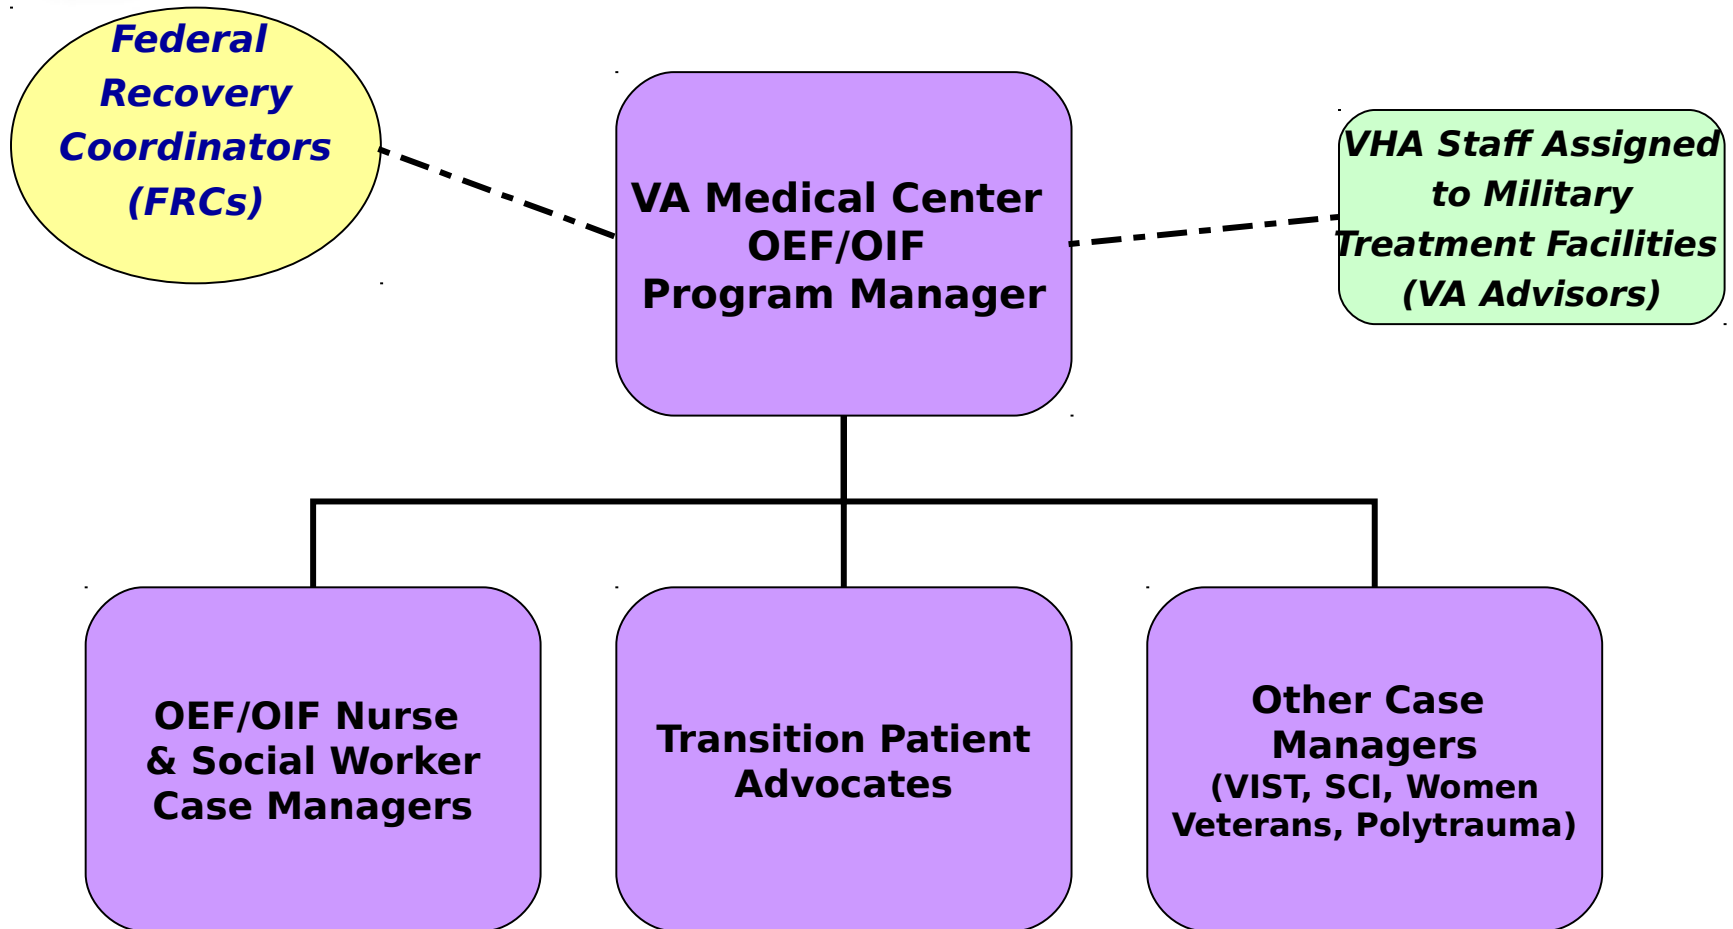 Federal
Recovery
Coordinators
(FRCs)
VA Medical Center
OEF/OIF
Program Manager
VHA Staff Assigned
to Military
Treatment Facilities
(VA Advisors)
OEF/OIF Nurse
& Social Worker
Case Managers
Transition Patient
Advocates
Other Case
Managers
(VIST, SCI, Women
Veterans, Polytrauma)